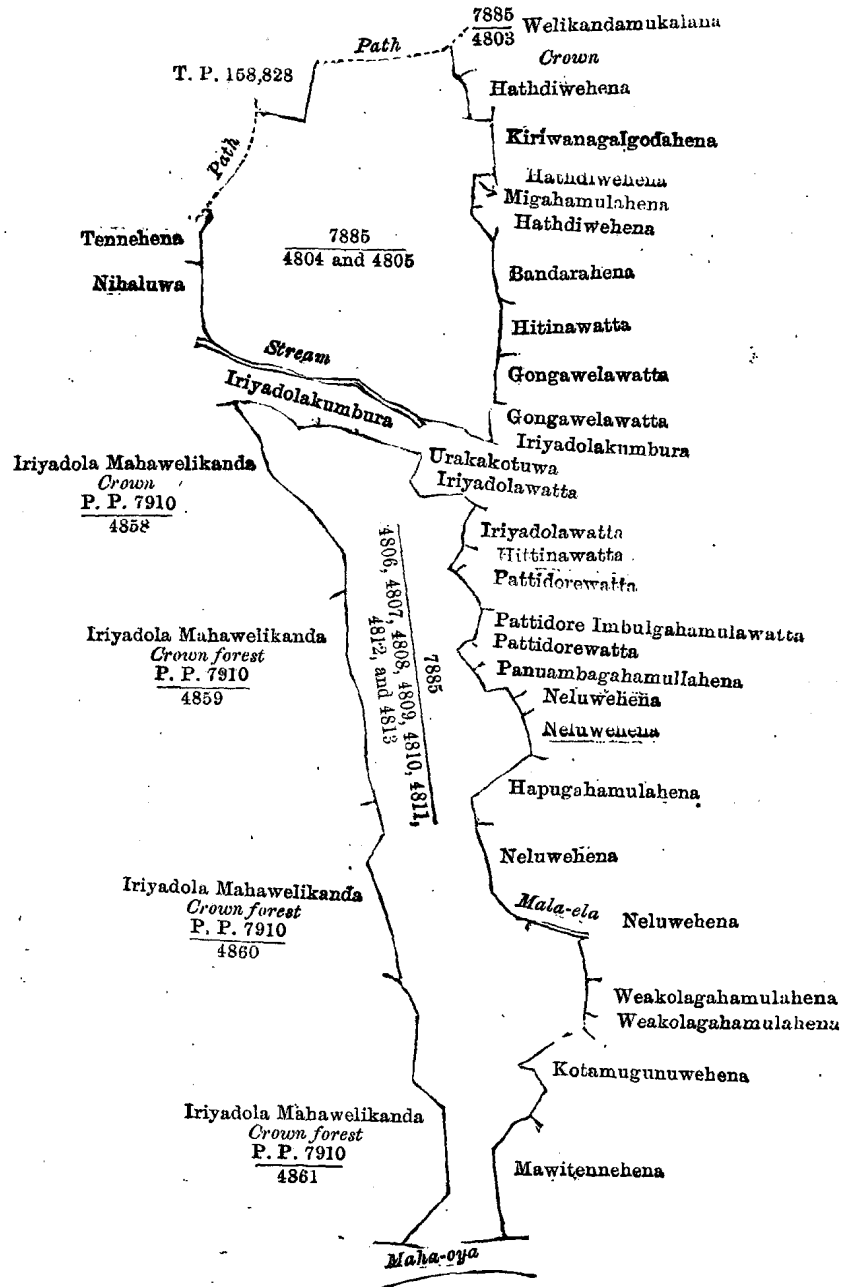 7885
4803
Welikandamukalana
Crown
Path
T. P. 158,828
Hathdiwehena
Kiriwanagalgodahena
Path
Hathdiwehena
Migahamulahena
Hathdiwehena
Tennehena
7885
4804 and 4805
Bandarahena
Nihaluwa
Hitinawatta
Stream
Gongawelawatta
Iriyadolakumbura
Gongawelawatta
Iriyadolakumbura
Urakakotuwa
Iriyadolawatta
Iriyadola Mahawelikanda
Crown
P. P. 7910
4858
Iriyadolawatta
Hittinawatta
Pattidorewatta
Pattidore Imbulgahamulawatta
Pattidorewatta
Iriyadola Mahawelikanda
Crown forest
P. P. 7910
4859
7885
4806, 4807, 4808, 4809, 4810, 4811,
4812, and 4813
Panuambagahamullahena
Neluwehena
Neluwehena
Hapugahamulahena
Neluwehena
Iriyadola Mahawelikanda
Crown forest
P. P. 7910
4860
Mala-ela
Neluwehena
Weakolagahamulahena
Weakolagahamulahena
Kotamugunuwehena
Iriyadola Mahawelikanda
Crown forest
P. P. 7910
4861
Mawitennehena
Maha-oya